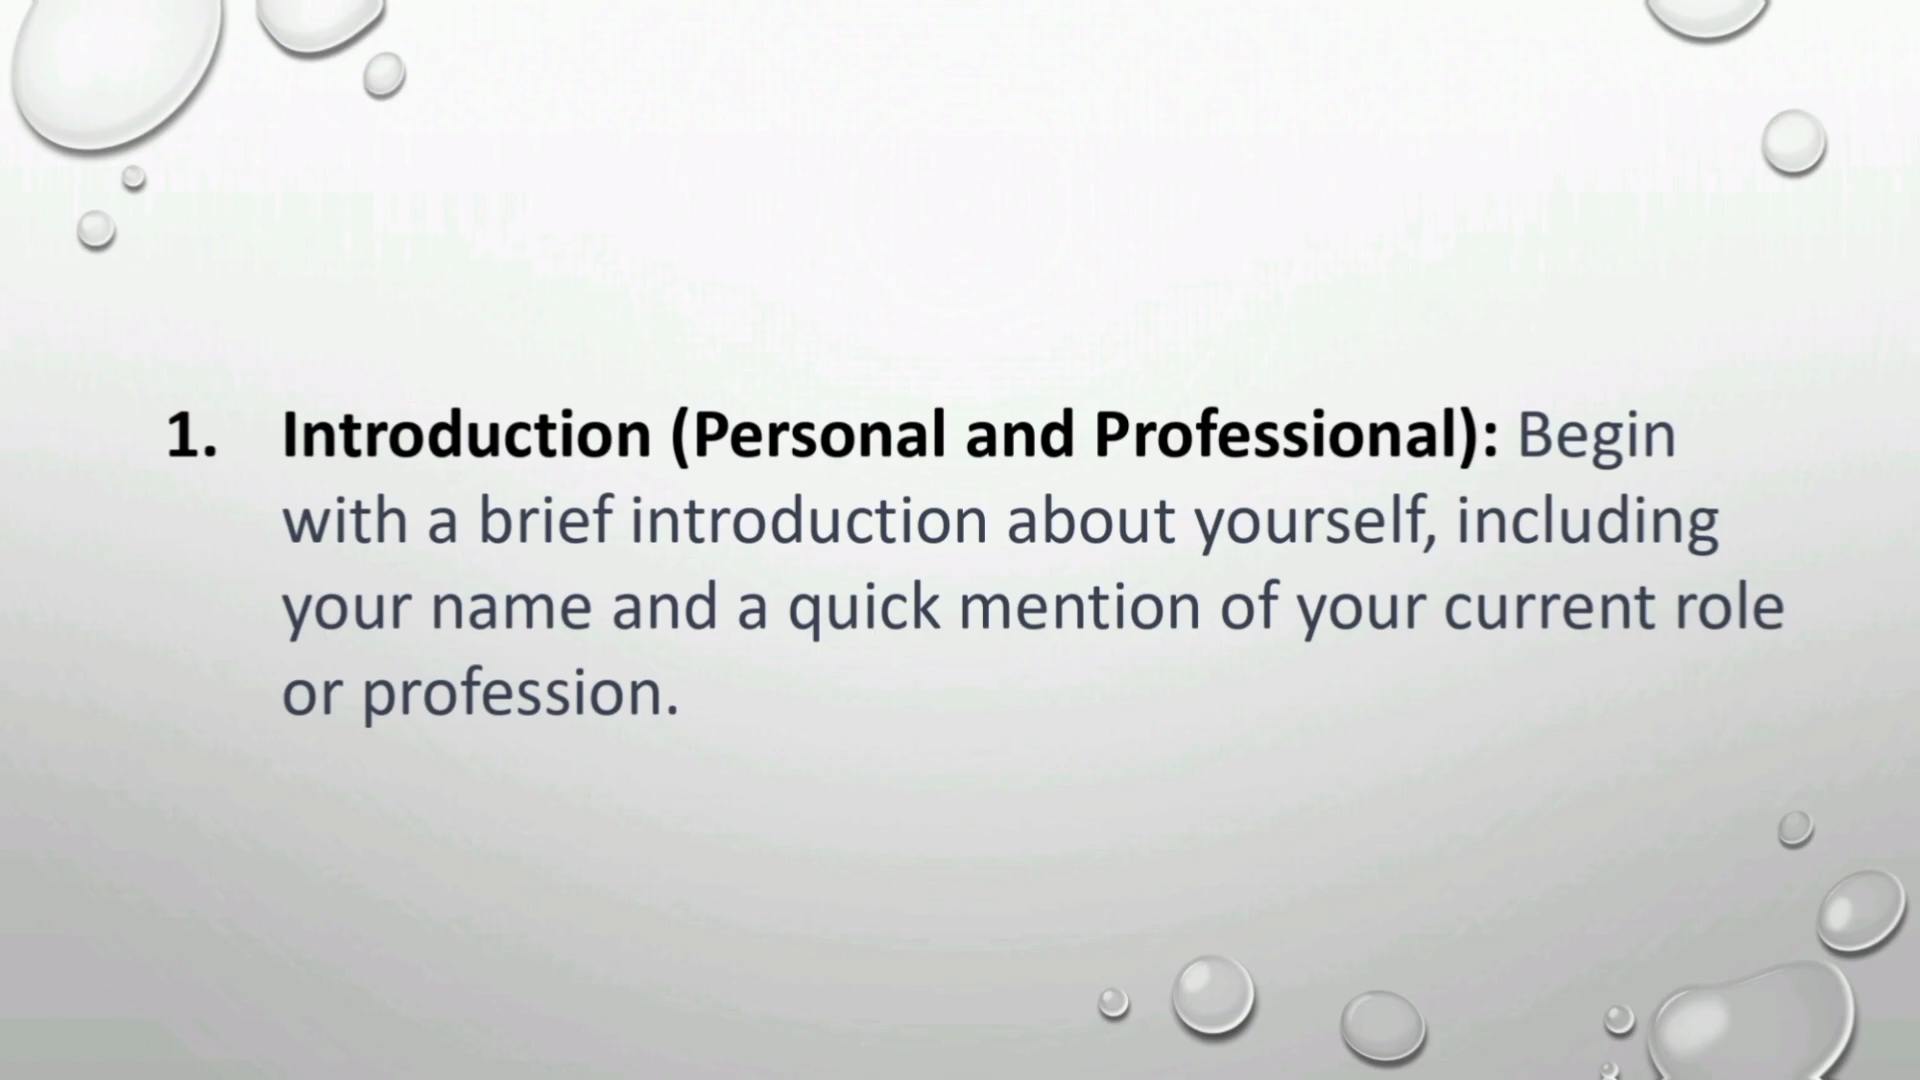 1. Introduction (Personal and Professional): Begin
with a brief introduction about yourself, including
your name and a quick mention of your current role
or profession.